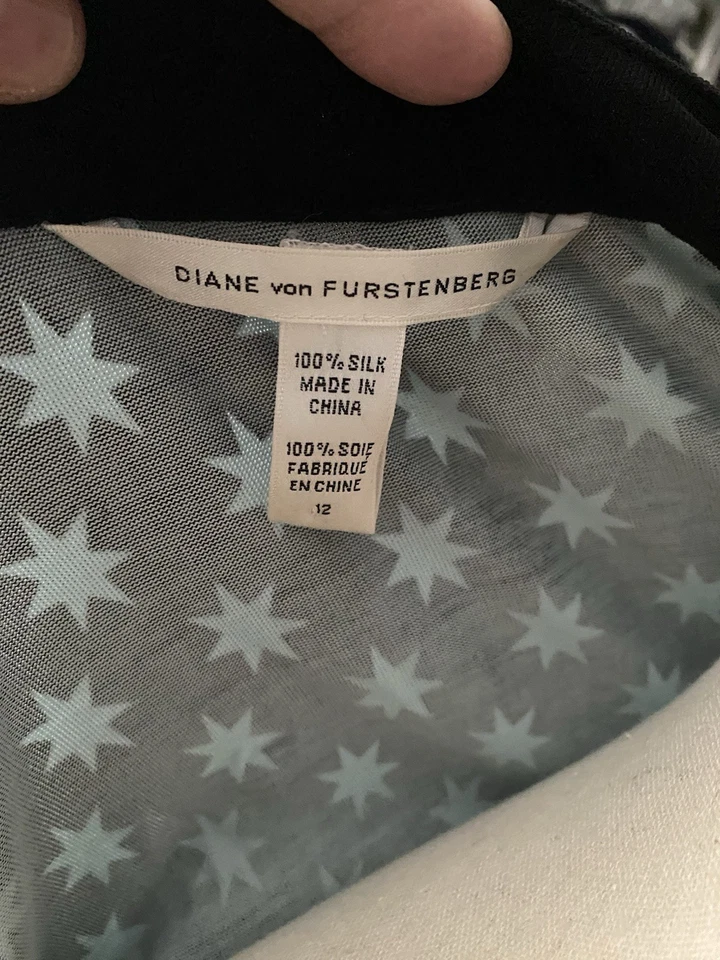 DIANE von FURSTENBERG
100% SILK
MADE IN
CHINA
100% SOIE
FABRIQUÉ
EN CHINE
12